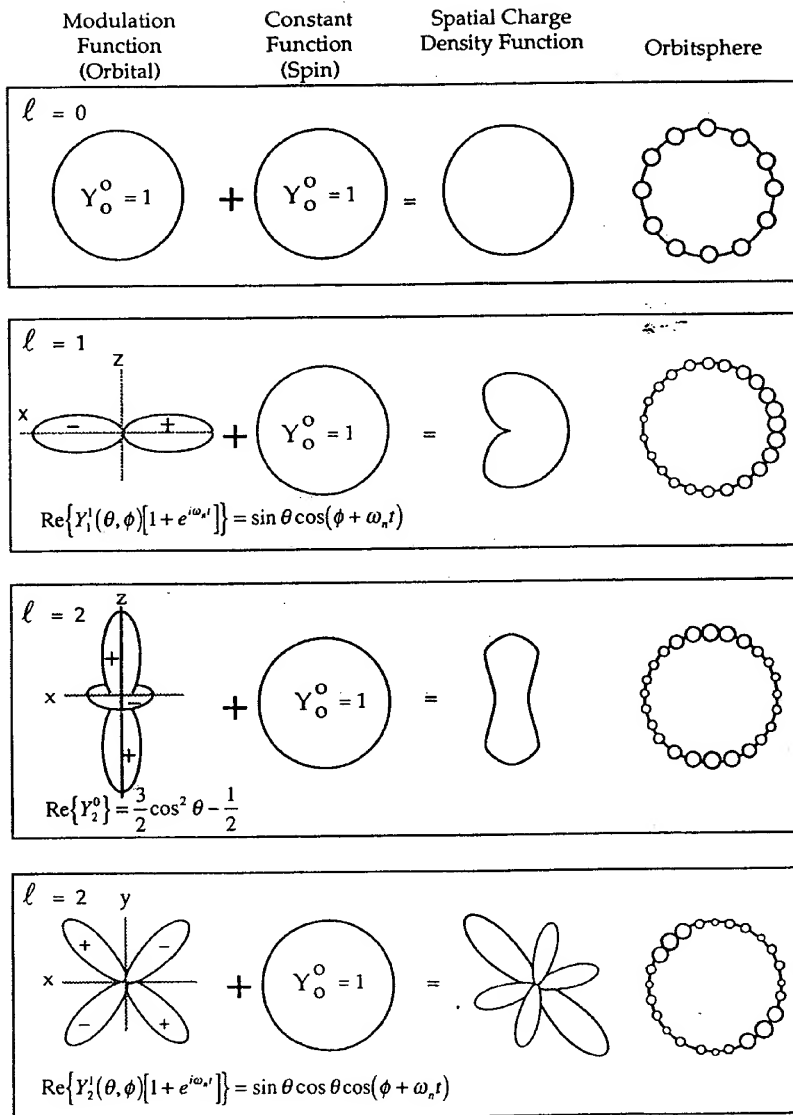 Modulation Function (Orbital)
Constant Function (Spin)
Spatial Charge Density Function
Orbitsphere
ℓ = 0
Y₀⁰ = 1 + Y₀⁰ = 1 =
ℓ = 1
z
x − + + Y₀⁰ = 1 =
Re{Y₁¹(θ,ϕ)[1 + e^{iω_n t}]} = sin θ cos(ϕ + ω_n t)
ℓ = 2
z
+
x − + Y₀⁰ = 1 =
+
Re{Y₂⁰} = 3/2 cos² θ − 1/2
ℓ = 2 y
+ −
x + Y₀⁰ = 1 =
− +
Re{Y₂¹(θ,ϕ)[1 + e^{iω_n t}]} = sin θ cos θ cos(ϕ + ω_n t)